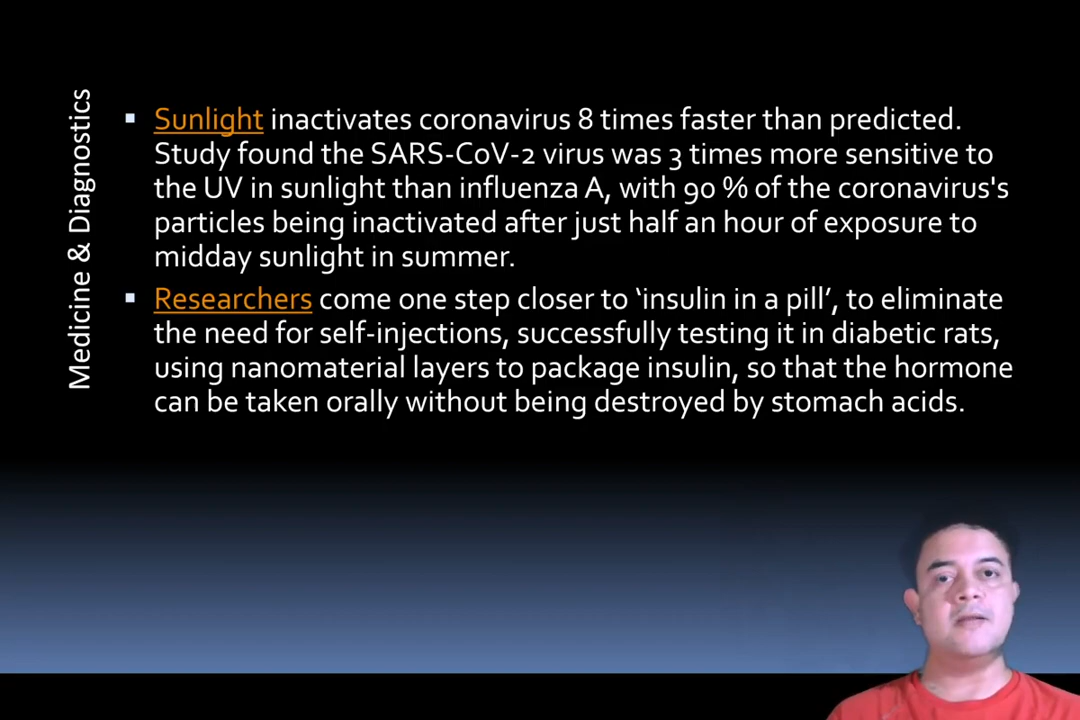 Medicine & Diagnostics
Sunlight inactivates coronavirus 8 times faster than predicted.
Study found the SARS-CoV-2 virus was 3 times more sensitive to
the UV in sunlight than influenza A, with 90 % of the coronavirus's
particles being inactivated after just half an hour of exposure to
midday sunlight in summer.
Researchers come one step closer to ‘insulin in a pill’, to eliminate
the need for self-injections, successfully testing it in diabetic rats,
using nanomaterial layers to package insulin, so that the hormone
can be taken orally without being destroyed by stomach acids.